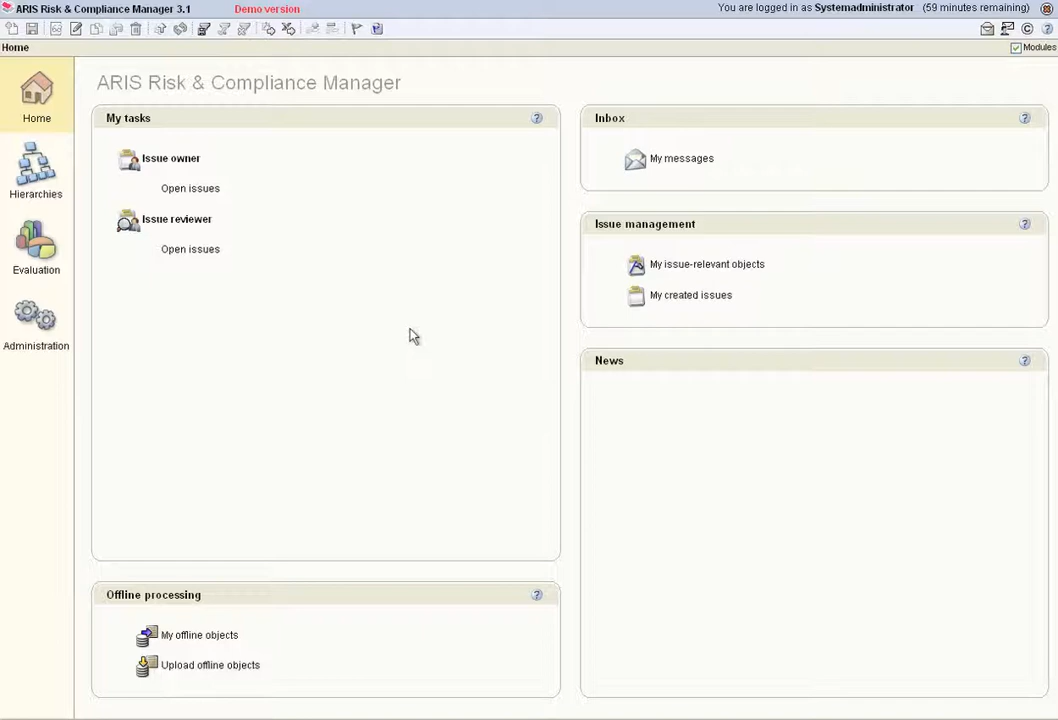 ARIS Risk & Compliance Manager 3.1 Demo version You are logged in as Systemadministrator (59 minutes remaining)
Home Modules
Home
Hierarchies
Evaluation
Administration
ARIS Risk & Compliance Manager
My tasks
Issue owner
Open issues
Issue reviewer
Open issues
Offline processing
My offline objects
Upload offline objects
Inbox
My messages
Issue management
My issue-relevant objects
My created issues
News